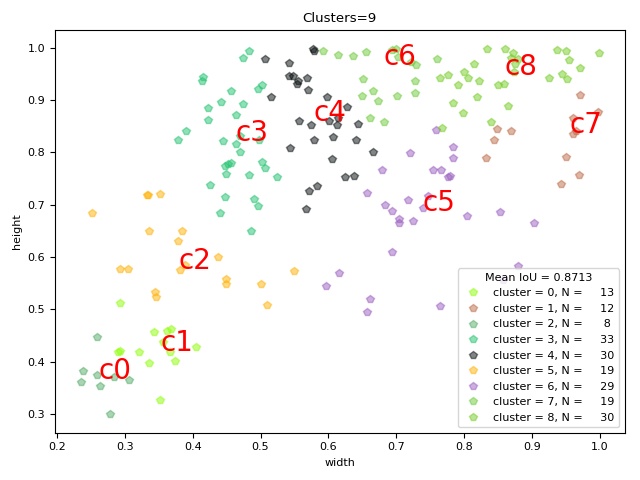 Clusters=9
1.0
0.9
0.8
0.7
0.6
0.5
0.4
0.3
height
c6
c8
c4
c7
c3
c5
c2
c1
c0
Mean IoU = 0.8713
cluster = 0, N = 13
cluster = 1, N = 12
cluster = 2, N = 8
cluster = 3, N = 33
cluster = 4, N = 30
cluster = 5, N = 19
cluster = 6, N = 29
cluster = 7, N = 19
cluster = 8, N = 30
0.2 0.3 0.4 0.5 0.6 0.7 0.8 0.9 1.0
width